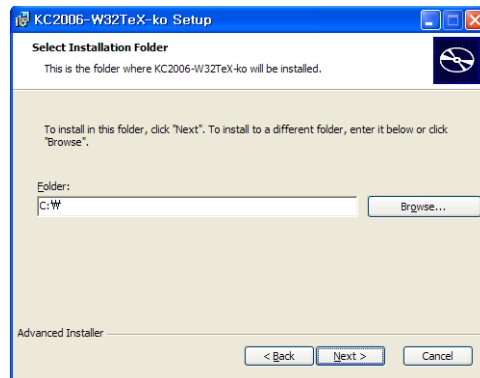 KC2006-W32TeX-ko Setup
Select Installation Folder
This is the folder where KC2006-W32TeX-ko will be installed.
To install in this folder, click "Next". To install to a different folder, enter it below or click
"Browse".
Folder:
C:₩
Browse...
Advanced Installer
< Back
Next >
Cancel